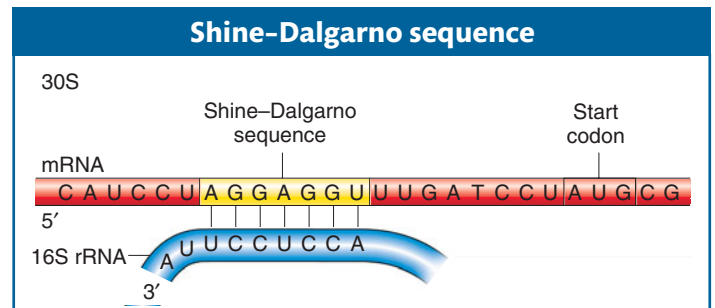 Shine–Dalgarno sequence
30S
Shine–Dalgarno
sequence
Start
codon
mRNA
C A U C C U A G G A G G U U U G A T C C U A U G C G
5′
A U U C C U C C A
16S rRNA
3′